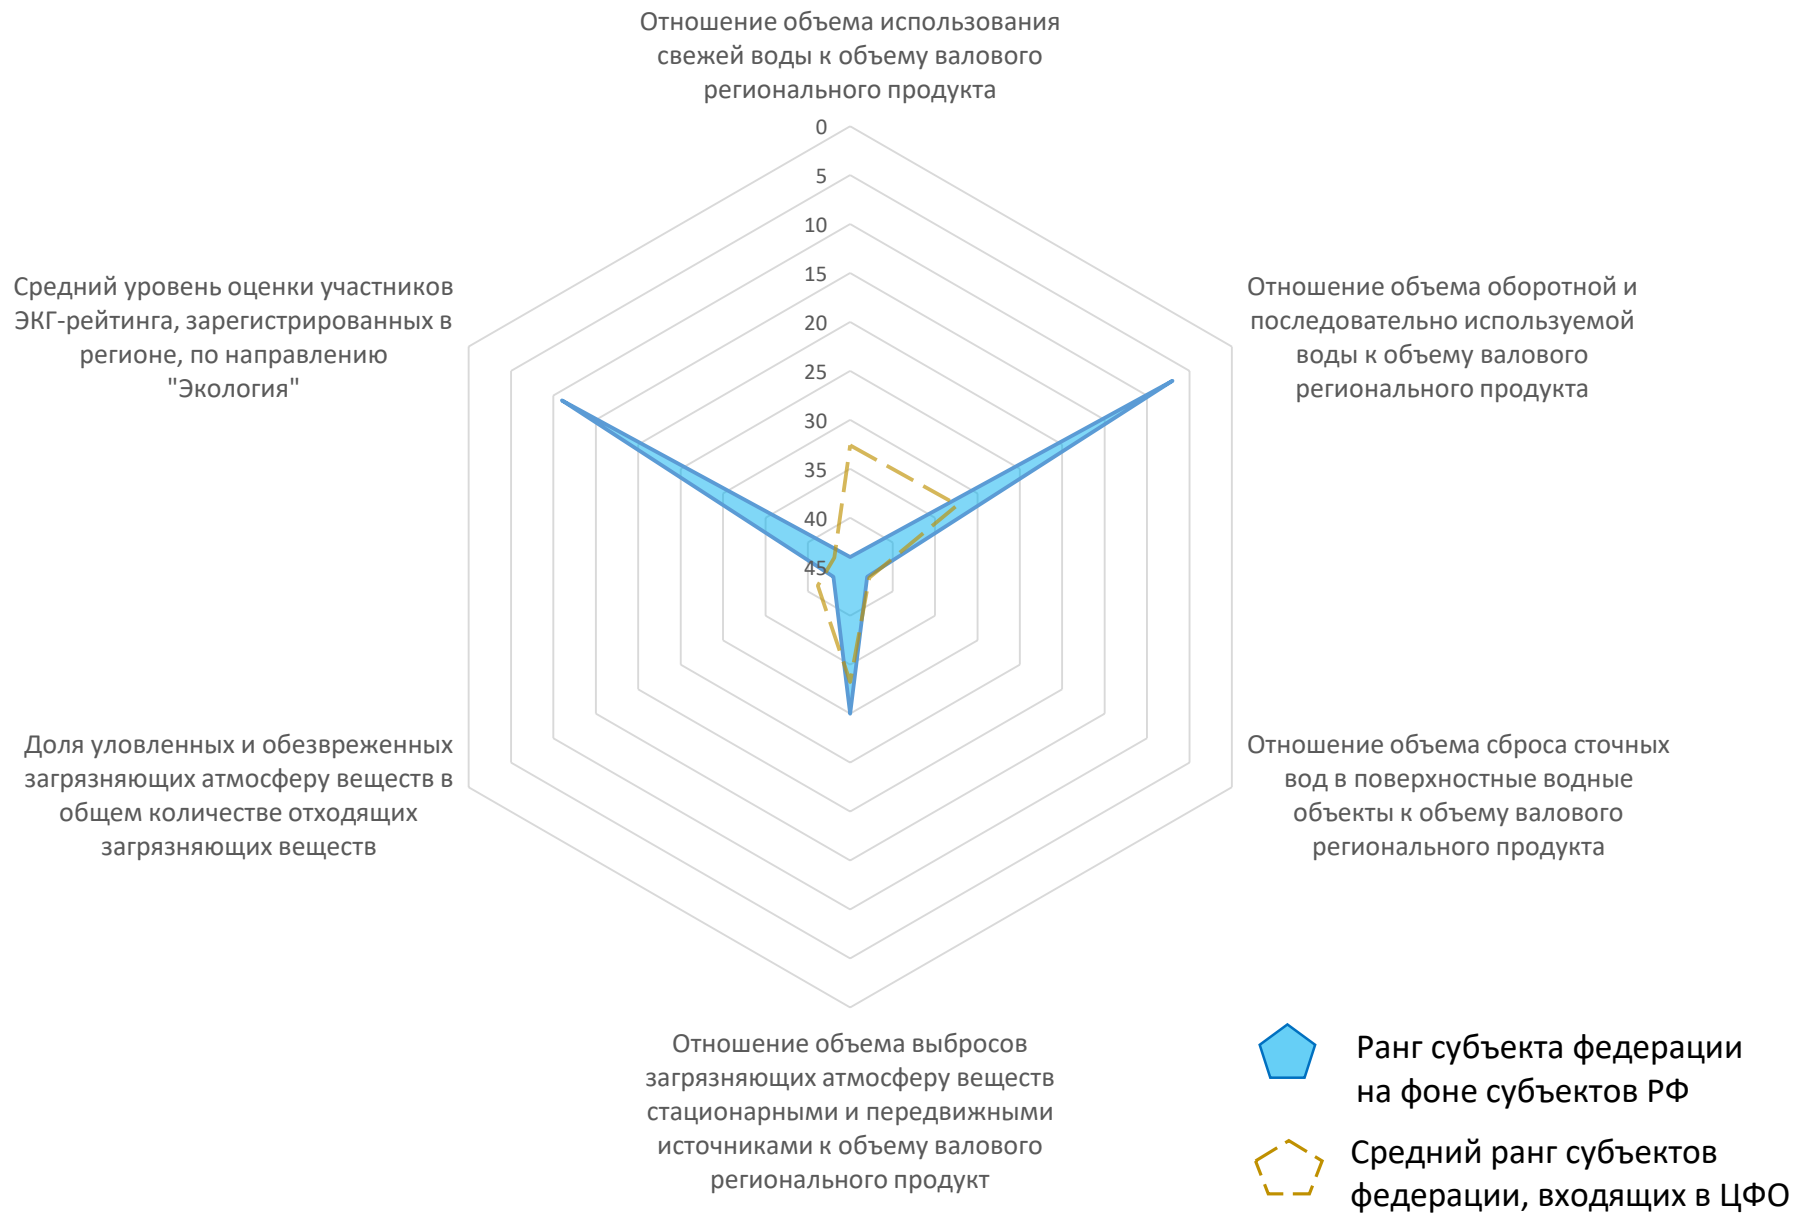 Отношение объема использования
свежей воды к объему валового
регионального продукта
0
5
10
15
20
25
30
35
40
45
Средний уровень оценки участников
ЭКГ-рейтинга, зарегистрированных в
регионе, по направлению
"Экология"
Отношение объема оборотной и
последовательно используемой
воды к объему валового
регионального продукта
Доля уловленных и обезвреженных
загрязняющих атмосферу веществ в
общем количестве отходящих
загрязняющих веществ
Отношение объема сброса сточных
вод в поверхностные водные
объекты к объему валового
регионального продукта
Отношение объема выбросов
загрязняющих атмосферу веществ
стационарными и передвижными
источниками к объему валового
регионального продукт
Ранг субъекта федерации
на фоне субъектов РФ
Средний ранг субъектов
федерации, входящих в ЦФО